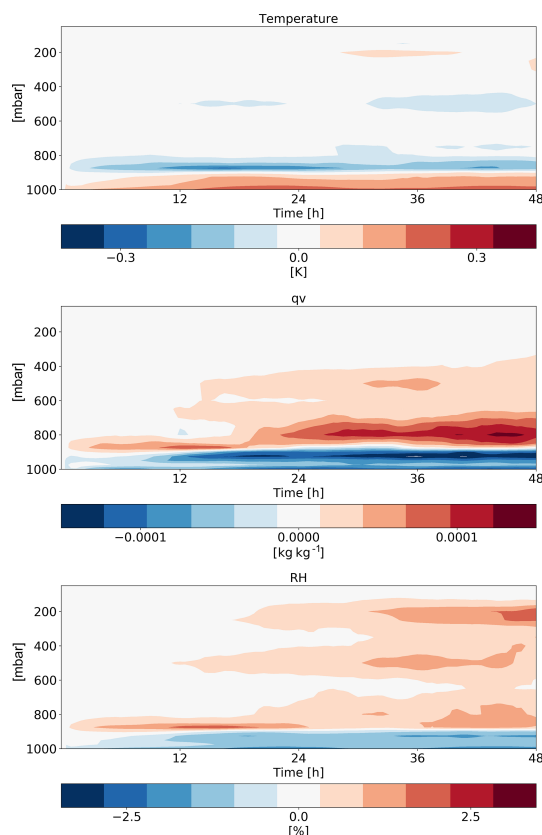 Temperature
200
400
[mbar]
600
800
1000
12 24 36 48
Time [h]
−0.3 0.0 0.3
[K]
qv
200
400
[mbar]
600
800
1000
12 24 36 48
Time [h]
−0.0001 0.0000 0.0001
[kg kg⁻¹]
RH
200
400
[mbar]
600
800
1000
12 24 36 48
Time [h]
−2.5 0.0 2.5
[%]